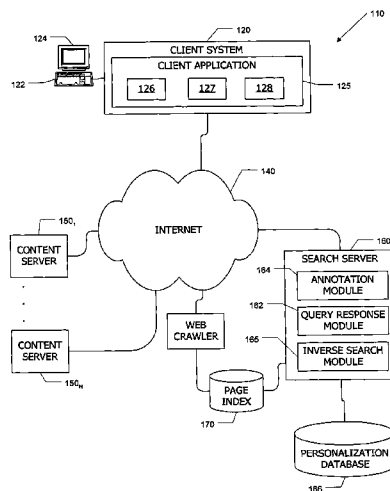 110
120
124
CLIENT SYSTEM
CLIENT APPLICATION
125
126 127 128
122
140
INTERNET
150₁
CONTENT
SERVER
160
SEARCH SERVER
164
ANNOTATION
MODULE
162
QUERY RESPONSE
MODULE
165
INVERSE SEARCH
MODULE
WEB
CRAWLER
CONTENT
SERVER
150ₙ
PAGE
INDEX
170
PERSONALIZATION
DATABASE
166